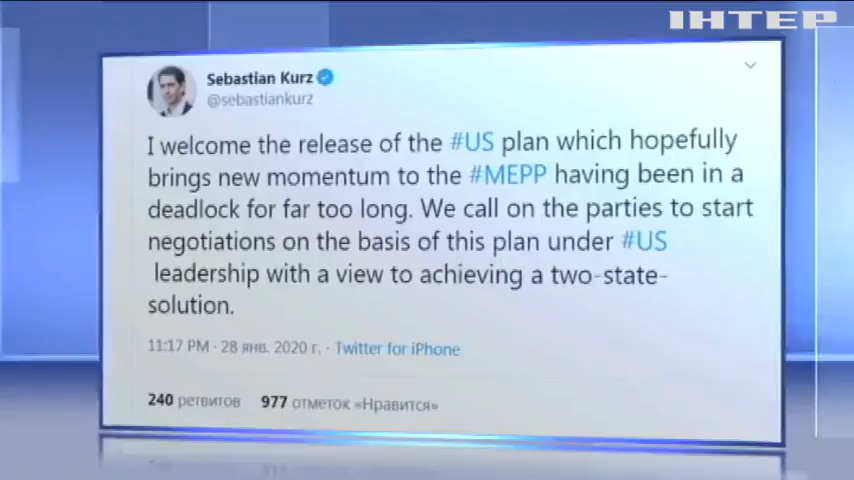 ІНТЕР
Sebastian Kurz
@sebastiankurz
I welcome the release of the #US plan which hopefully
brings new momentum to the #MEPP having been in a
deadlock for far too long. We call on the parties to start
negotiations on the basis of this plan under #US
leadership with a view to achieving a two-state-
solution.
11:17 PM · 28 янв. 2020 г. · Twitter for iPhone
240 ретвитов 977 отметок «Нравится»